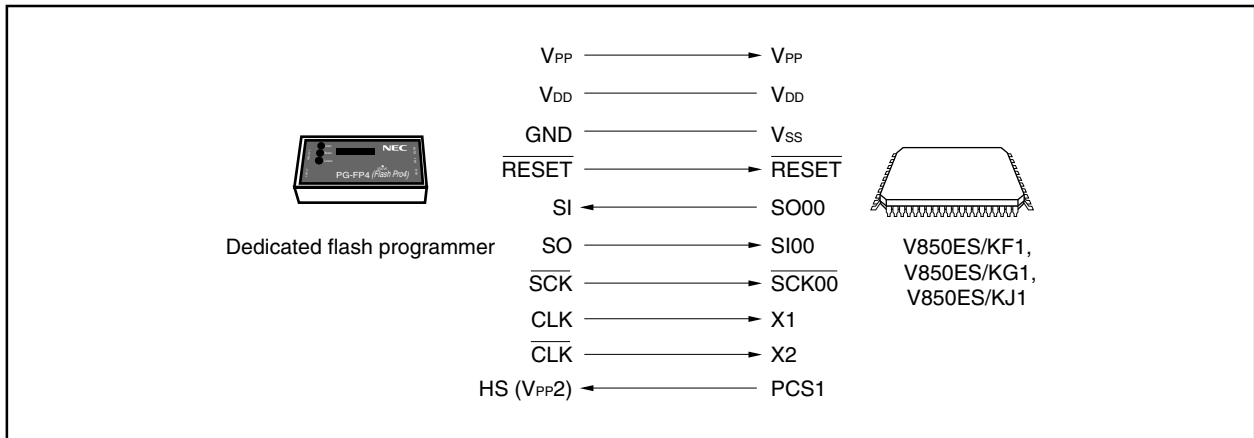 VPP VPP
VDD VDD
GND VSS
RESET RESET
SI SO00
SO SI00
SCK SCK00
CLK X1
CLK X2
HS (VPP2) PCS1
NEC
PG-FP4 (Flash Pro4)
Dedicated flash programmer
V850ES/KF1,
V850ES/KG1,
V850ES/KJ1